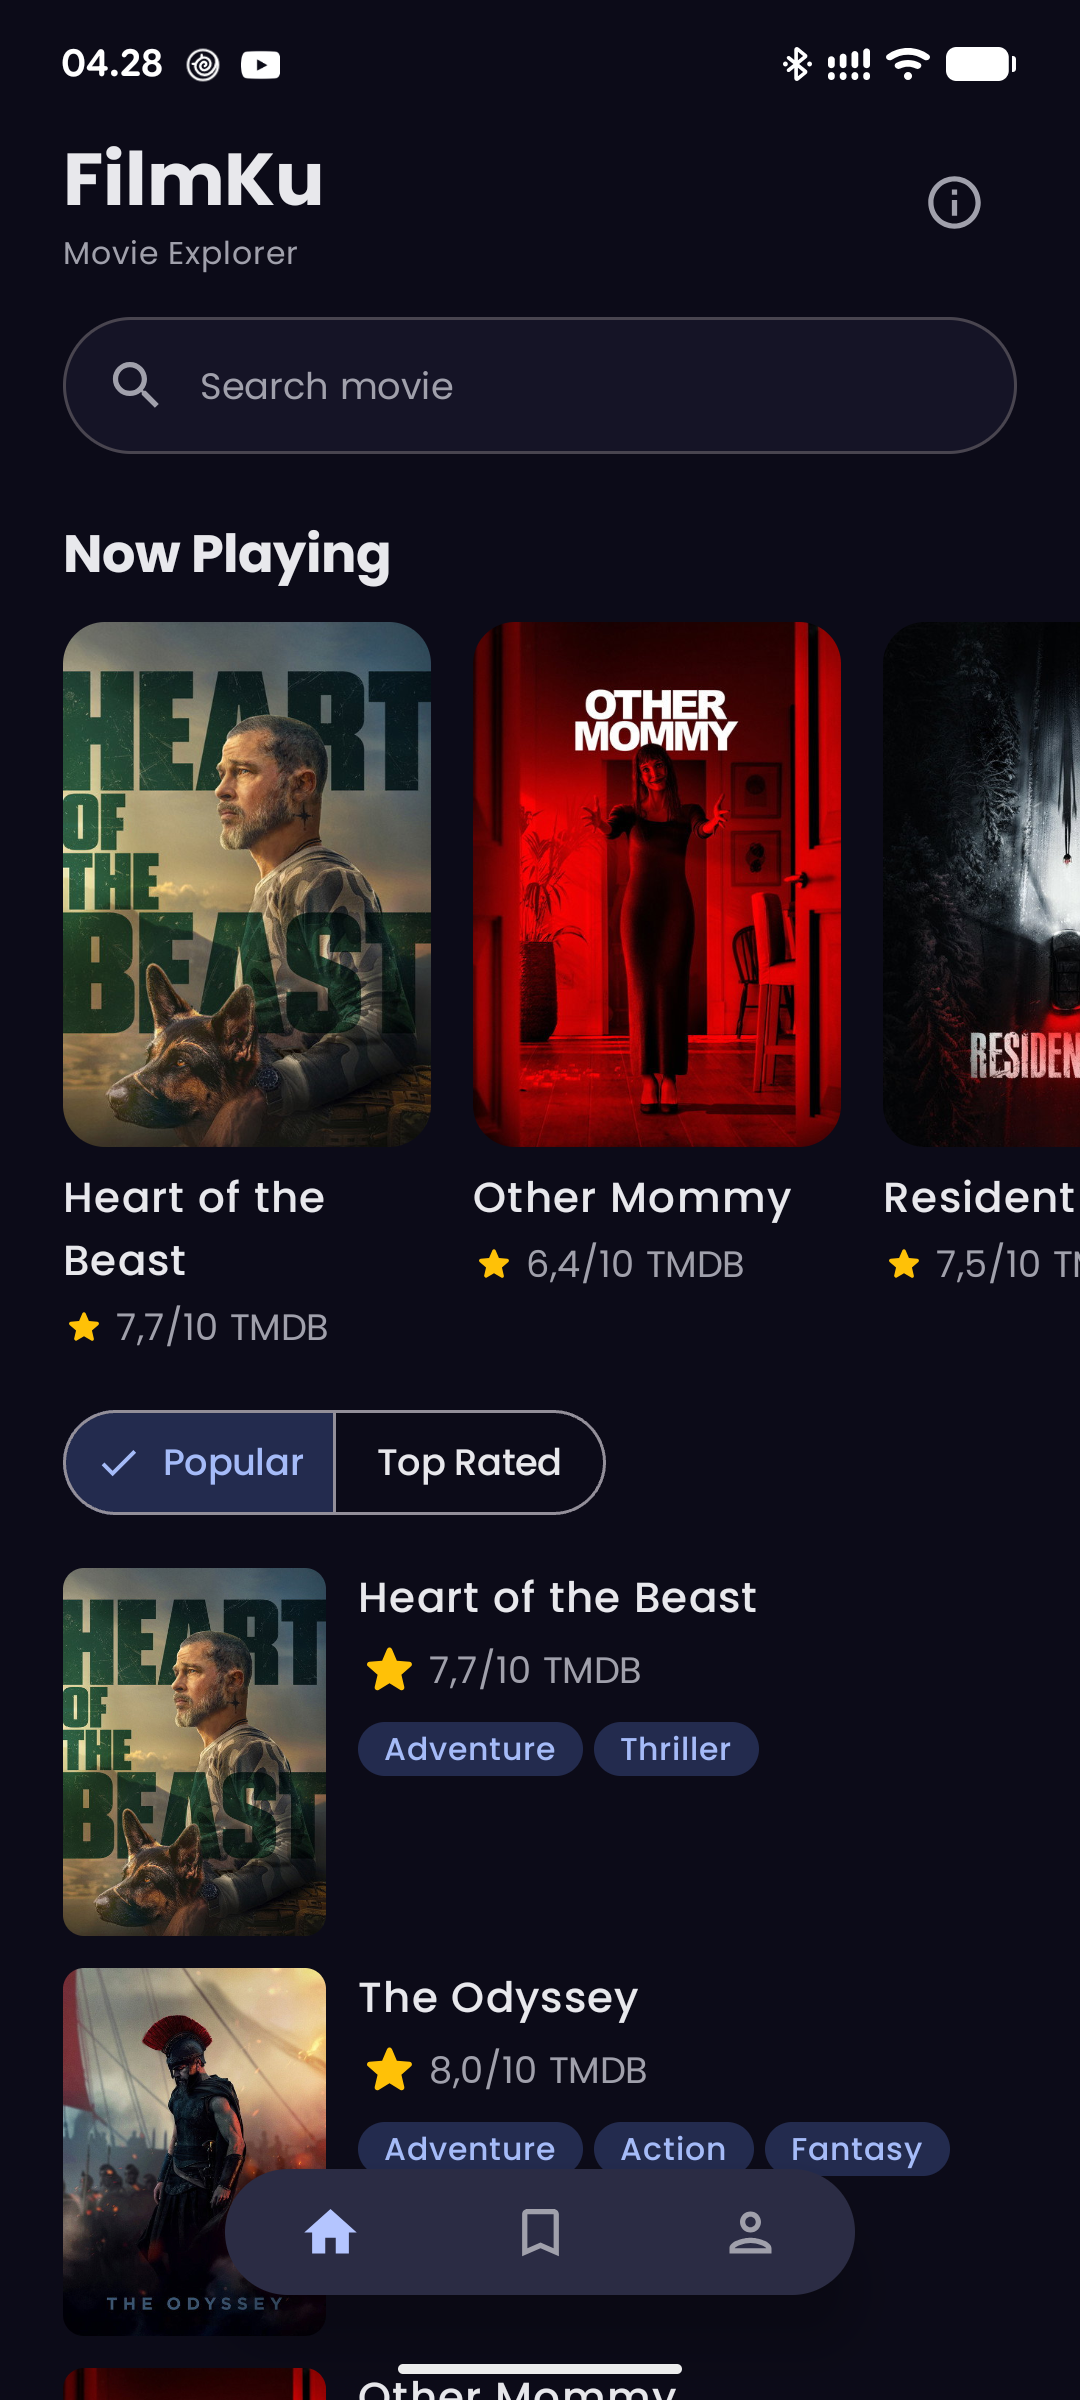 04.28
FilmKu
Movie Explorer
Search movie
Now Playing
HEART
OF
THE
BEAST
OTHER
MOMMY
RESIDEN
Heart of the
Beast
7,7/10 TMDB
Other Mommy
6,4/10 TMDB
Resident
7,5/10 TM
Popular
Top Rated
HEART
OF
THE
BEAST
Heart of the Beast
7,7/10 TMDB
Adventure
Thriller
THE ODYSSEY
The Odyssey
8,0/10 TMDB
Adventure
Action
Fantasy
Other Mommy